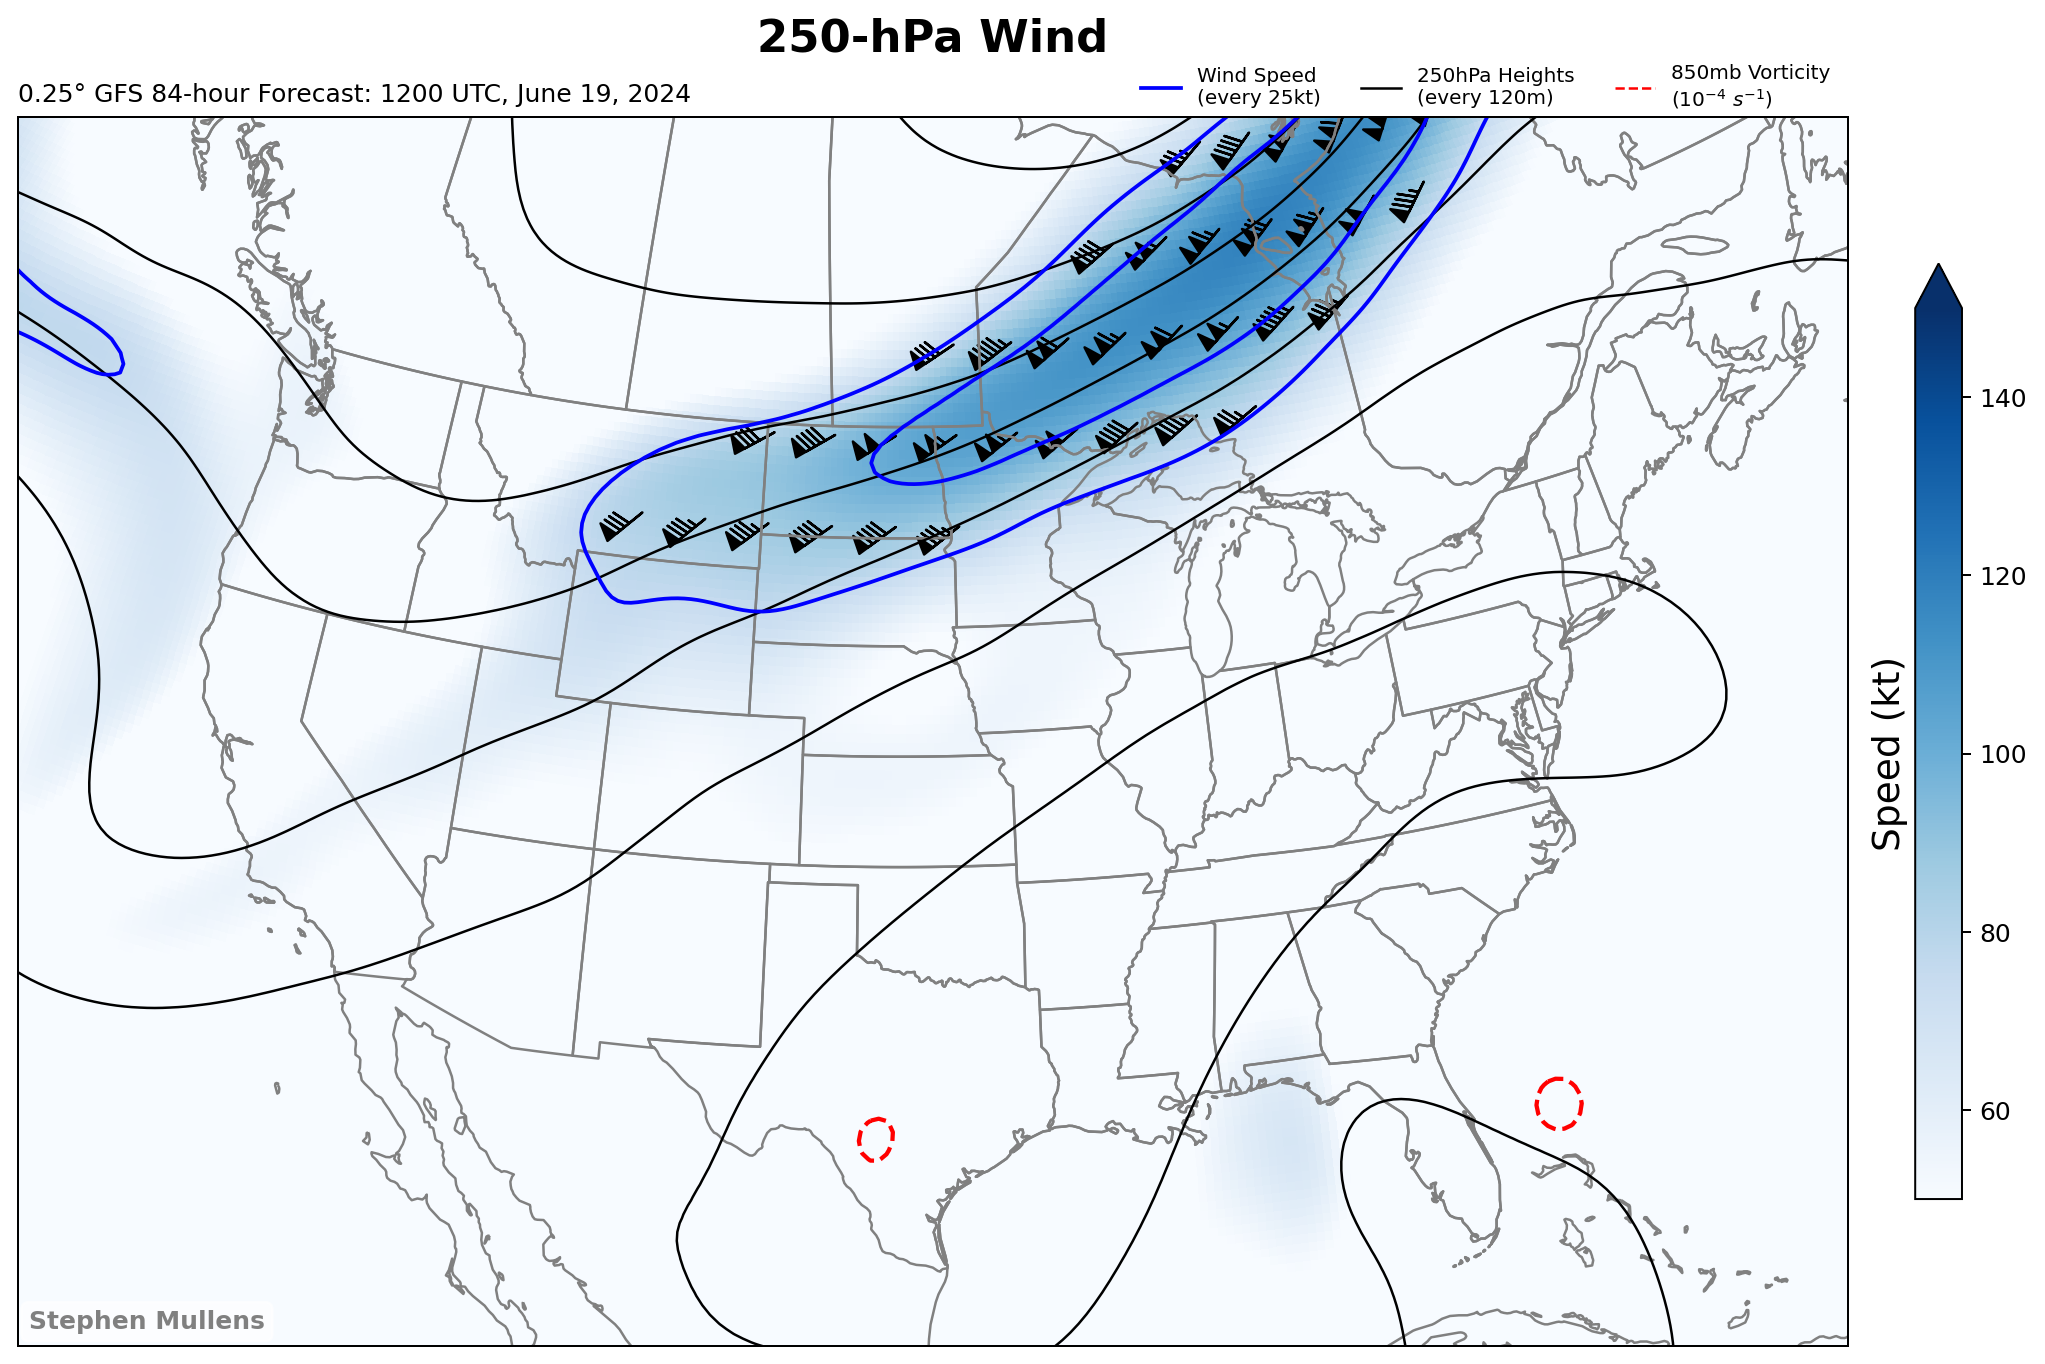 250-hPa Wind
0.25° GFS 84-hour Forecast: 1200 UTC, June 19, 2024
Wind Speed
(every 25kt)
250hPa Heights
(every 120m)
850mb Vorticity
(10⁻⁴ s⁻¹)
140
120
100
80
60
Speed (kt)
Stephen Mullens